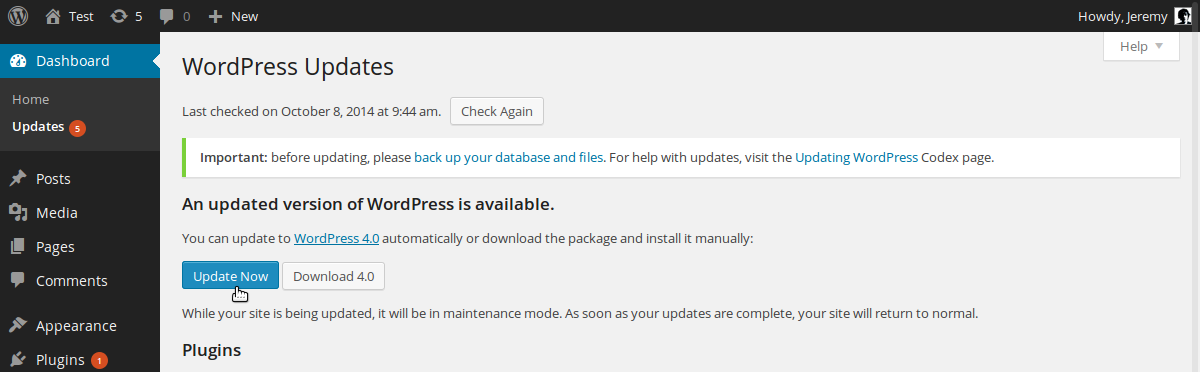 Test 5 0 New Howdy, Jeremy
Help
Dashboard
Home
Updates 5
Posts
Media
Pages
Comments
Appearance
Plugins 1
WordPress Updates
Last checked on October 8, 2014 at 9:44 am. Check Again
Important: before updating, please back up your database and files. For help with updates, visit the Updating WordPress Codex page.
An updated version of WordPress is available.
You can update to WordPress 4.0 automatically or download the package and install it manually:
Update Now Download 4.0
While your site is being updated, it will be in maintenance mode. As soon as your updates are complete, your site will return to normal.
Plugins